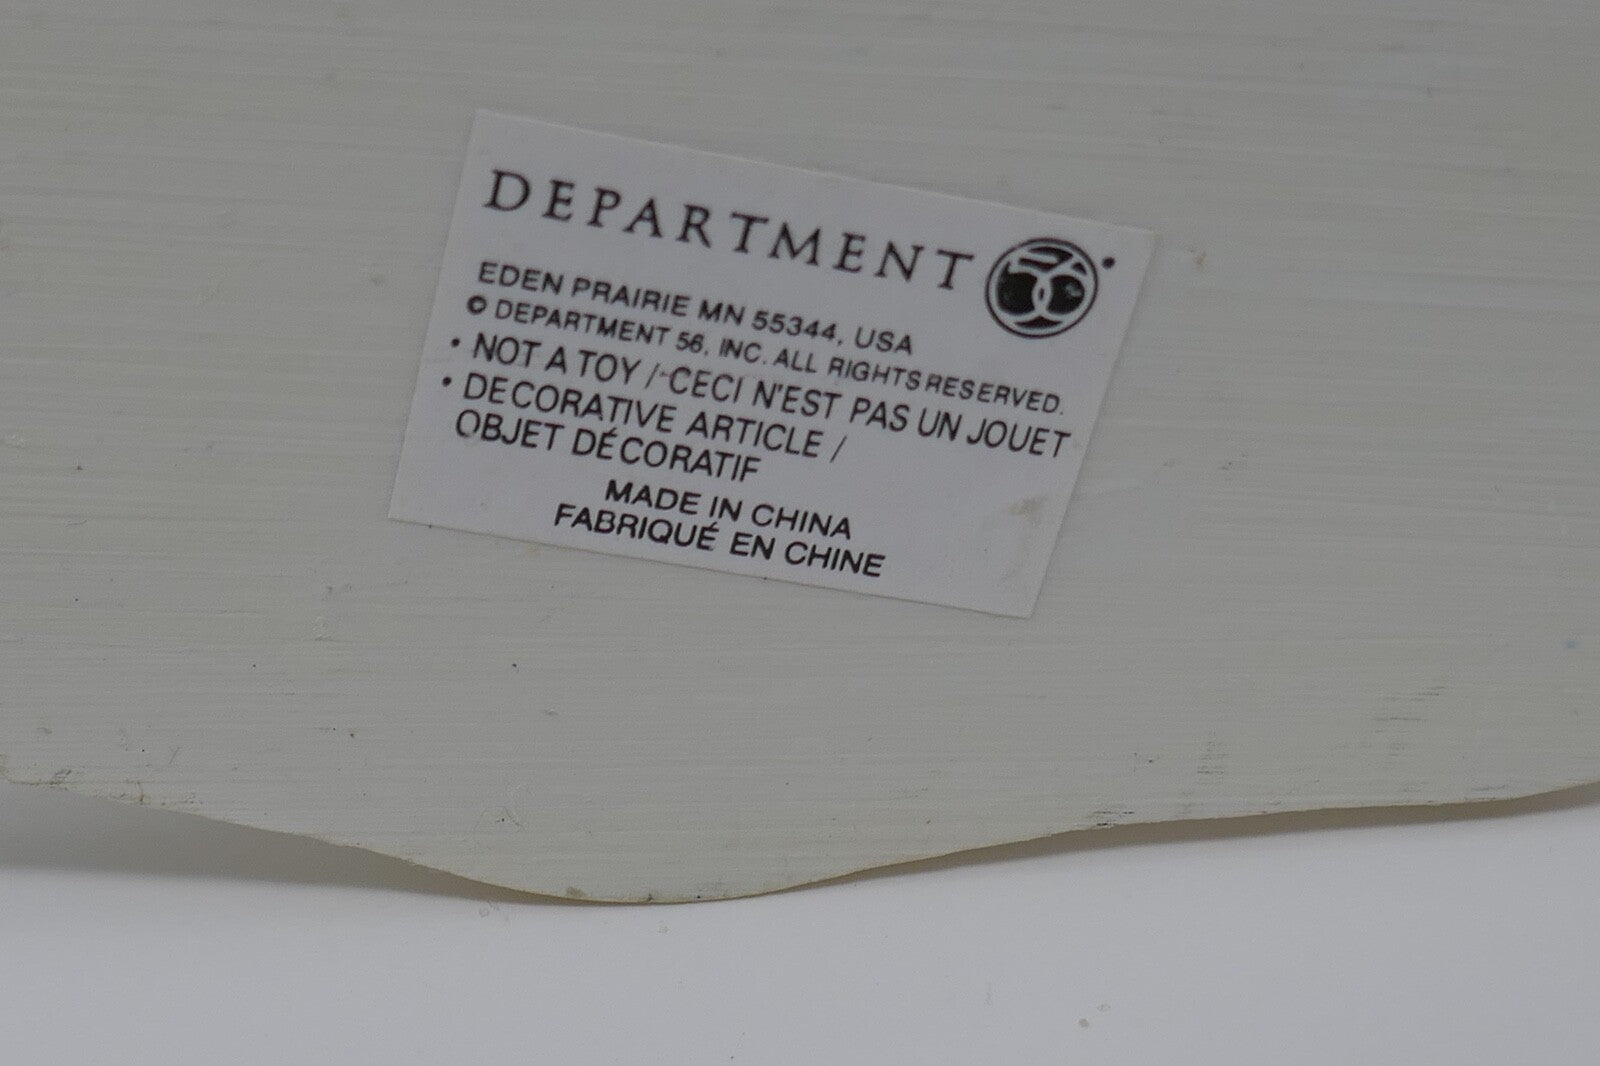 DEPARTMENT 56
EDEN PRAIRIE MN 55344, USA
© DEPARTMENT 56, INC. ALL RIGHTS RESERVED.
• NOT A TOY / CECI N'EST PAS UN JOUET
• DECORATIVE ARTICLE /
OBJET DÉCORATIF
MADE IN CHINA
FABRIQUÉ EN CHINE